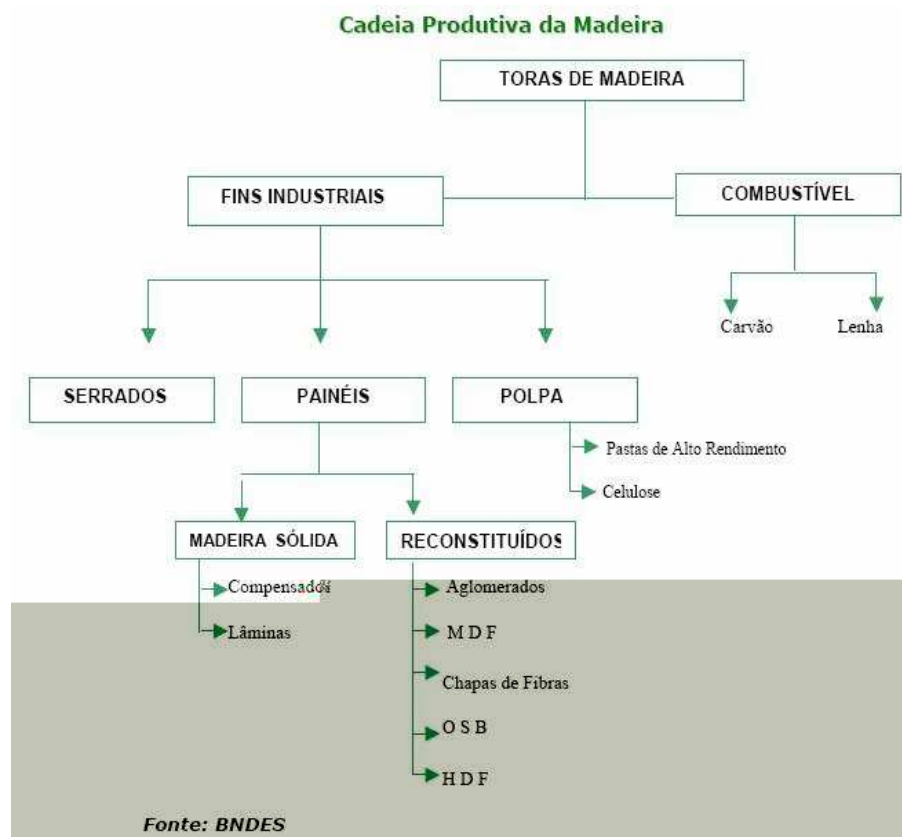 Cadeia Produtiva da Madeira
TORAS DE MADEIRA
FINS INDUSTRIAIS
COMBUSTÍVEL
Carvão
Lenha
SERRADOS
PAINÉIS
POLPA
Pastas de Alto Rendimento
Celulose
MADEIRA SÓLIDA
RECONSTITUÍDOS
Compensados
Lâminas
Aglomerados
M D F
Chapas de Fibras
O S B
H D F
Fonte: BNDES